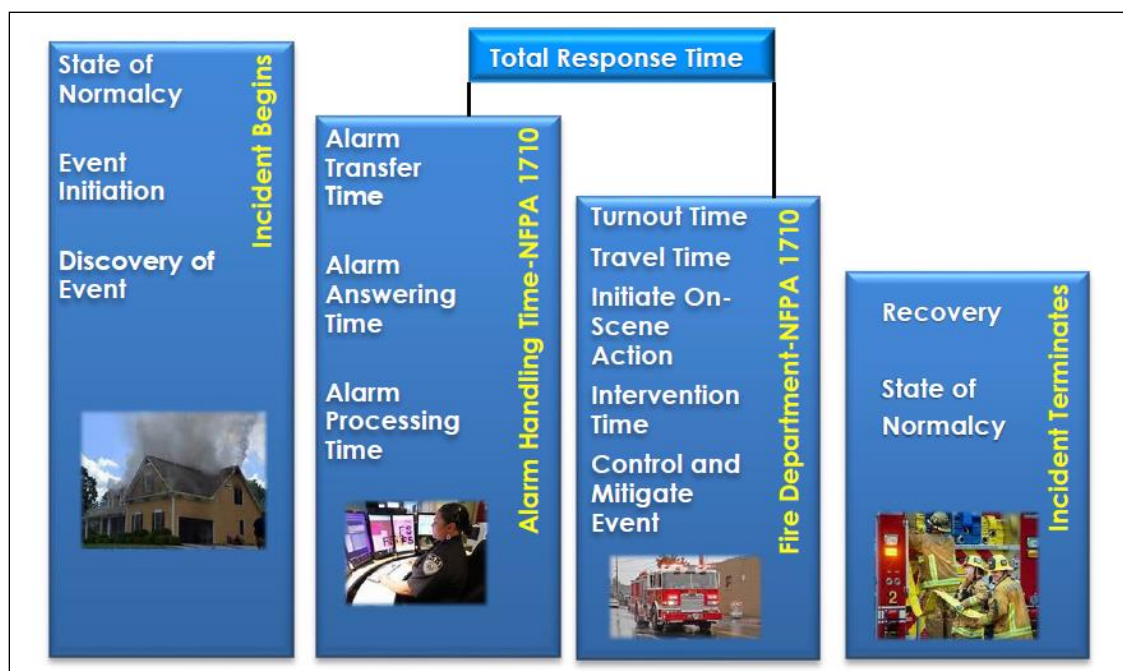 Total Response Time
State of
Normalcy
Event
Initiation
Discovery of
Event
Incident Begins
Alarm
Transfer
Time
Alarm
Answering
Time
Alarm
Processing
Time
Alarm Handling Time-NFPA 1710
Turnout Time
Travel Time
Initiate On-
Scene
Action
Intervention
Time
Control and
Mitigate
Event
Fire Department-NFPA 1710
Recovery
State of
Normalcy
Incident Terminates
2